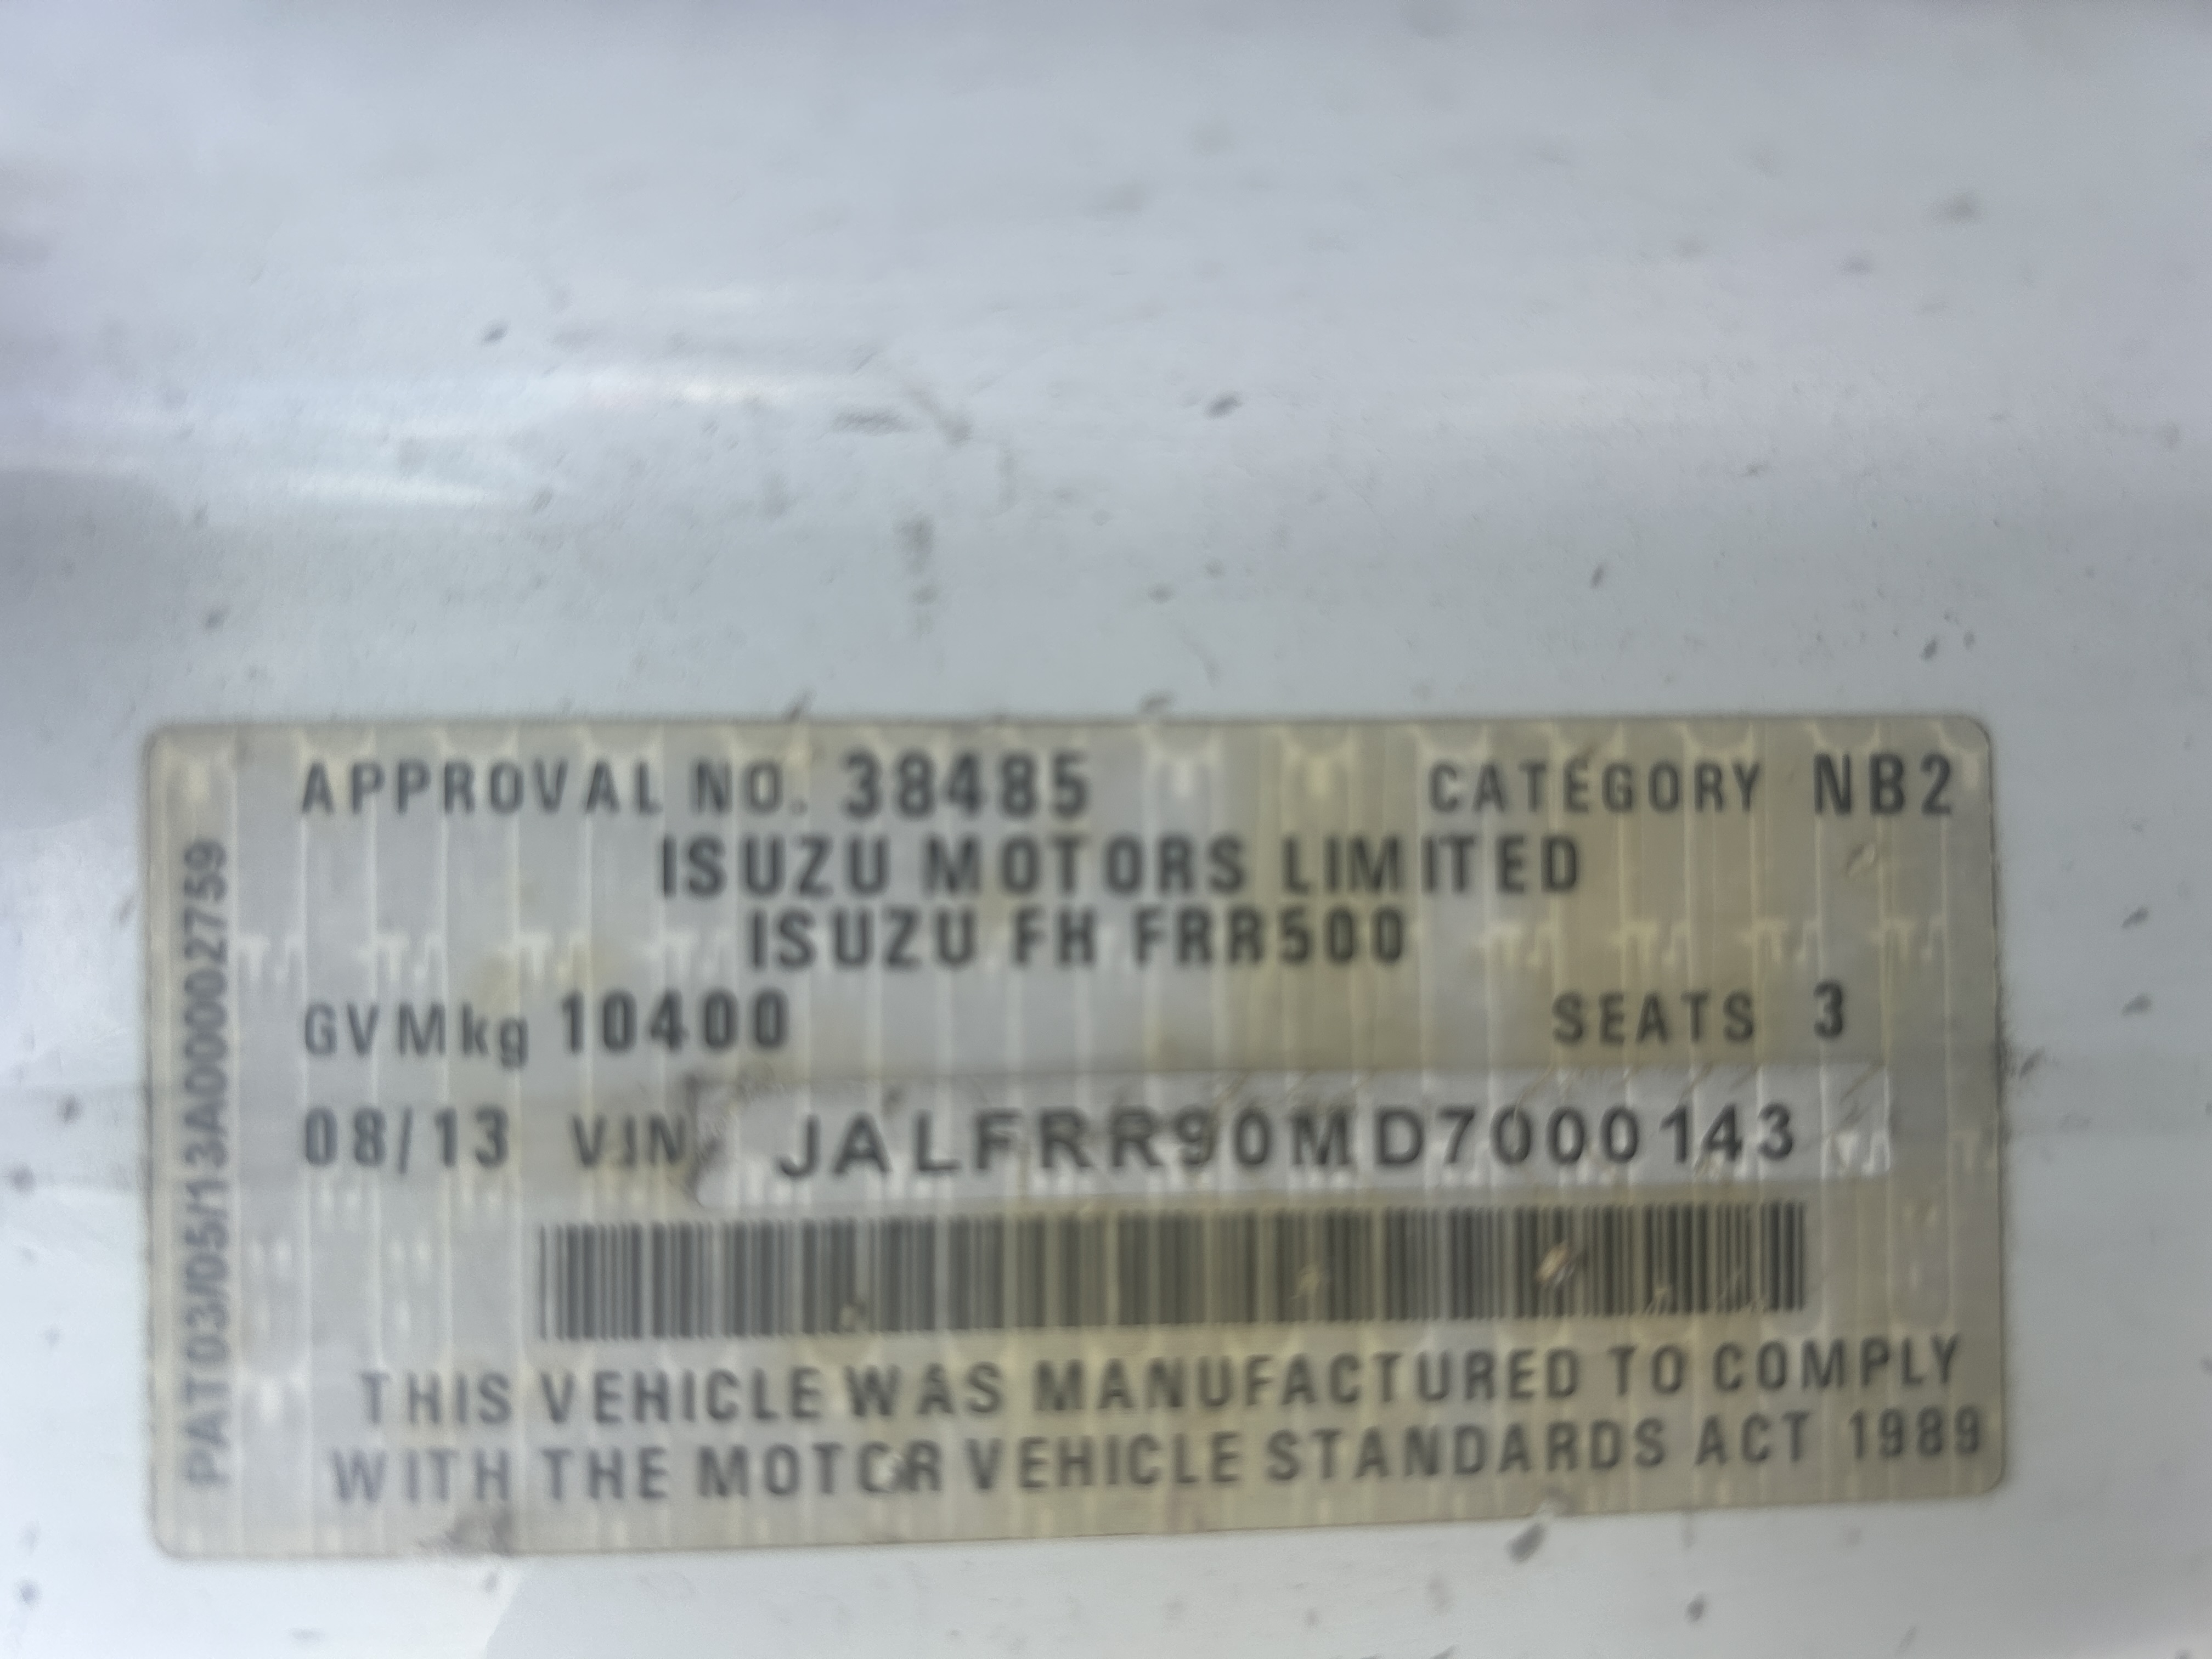 APPROVAL NO. 38485 CATEGORY NB2
ISUZU MOTORS LIMITED
ISUZU FH FRR500
GVMkg 10400 SEATS 3
08/13 VIN JALFRR90MD7000143
THIS VEHICLE WAS MANUFACTURED TO COMPLY
WITH THE MOTOR VEHICLE STANDARDS ACT 1989
PAT03/05/13A00002759